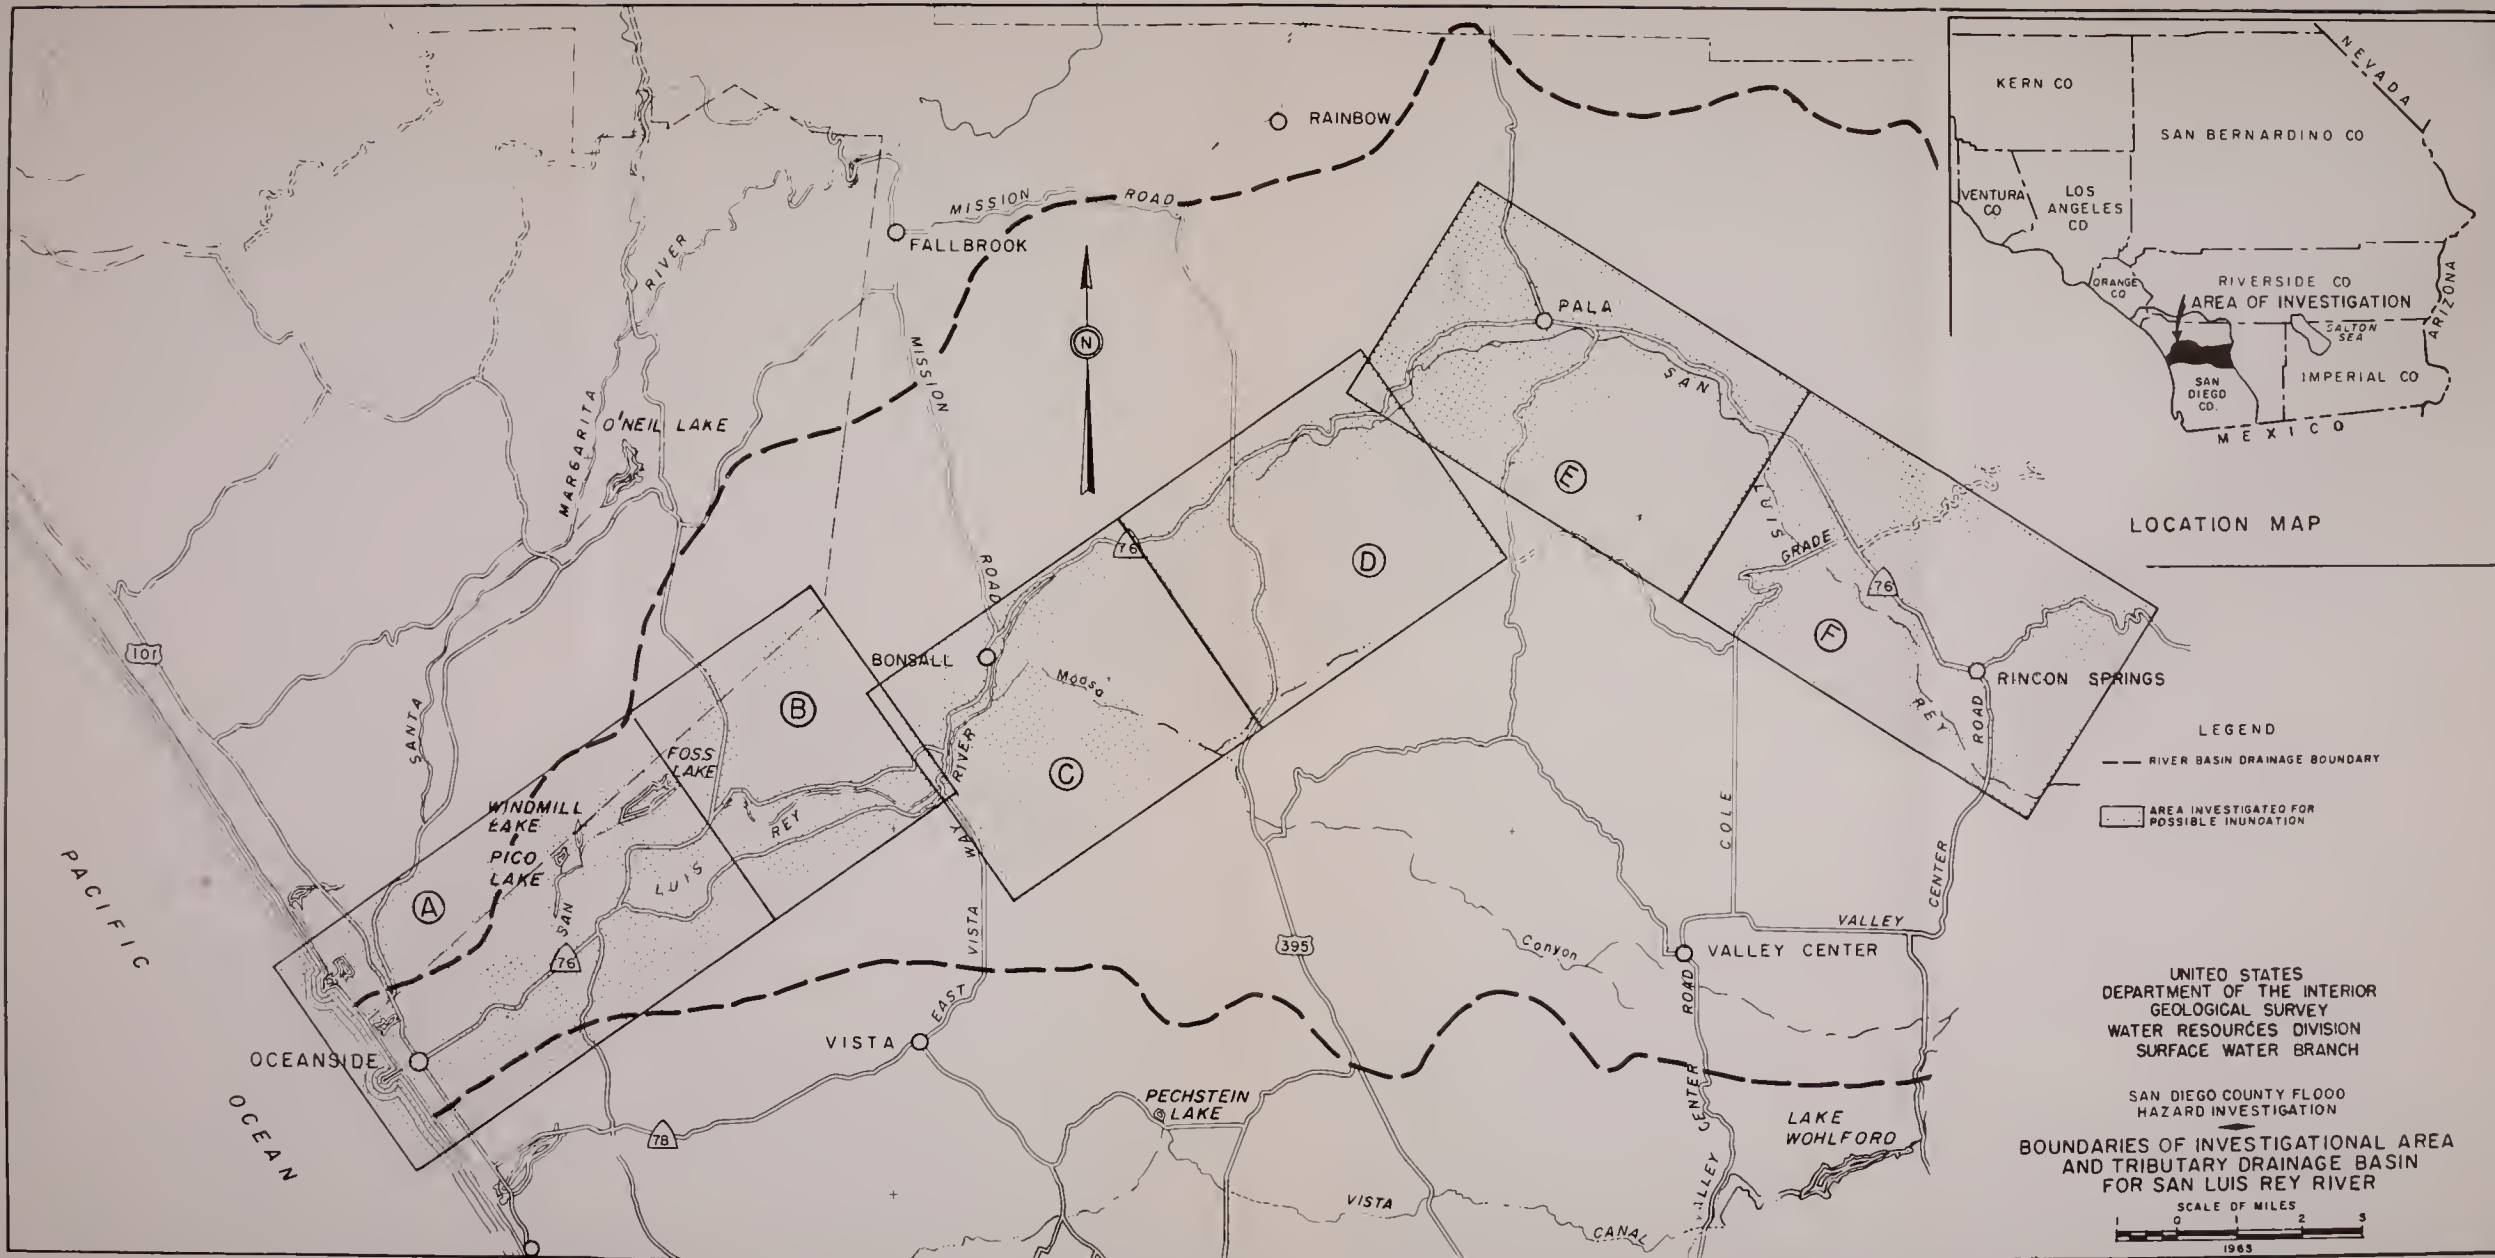 RAINBOW
MISSION ROAD
FALLBROOK
RIVER
N
PALA
SAN
MISSION
O'NEIL LAKE
MARGARITA
E
LUIS
76
D
GRADE
ROAD
76
F
101
BONSALL
Moosa
RINCON SPRINGS
B
REY
ROAD
SANTA
FOSS
LAKE
RIVER
C
WINDMILL
LAKE
REY
PICO
LAKE
WAY
COLE
LUIS
A
SAN
CENTER
PACIFIC
VISTA
VALLEY
395
Canyon
VALLEY CENTER
76
ROAD
EAST
OCEANSIDE
VISTA
PECHSTEIN
LAKE
CENTER
LAKE
WOHLFORD
OCEAN
78
VALLEY
VISTA
CANAL
NEVADA
KERN CO
SAN BERNARDINO CO
VENTURA
CO
LOS
ANGELES
CO
ORANGE
CO
RIVERSIDE CO
AREA OF INVESTIGATION
ARIZONA
SALTON
SEA
IMPERIAL CO
SAN
DIEGO
CO.
MEXICO
LOCATION MAP
LEGEND
RIVER BASIN DRAINAGE BOUNDARY
AREA INVESTIGATED FOR
POSSIBLE INUNDATION
UNITED STATES
DEPARTMENT OF THE INTERIOR
GEOLOGICAL SURVEY
WATER RESOURCES DIVISION
SURFACE WATER BRANCH
SAN DIEGO COUNTY FLOOD
HAZARD INVESTIGATION
BOUNDARIES OF INVESTIGATIONAL AREA
AND TRIBUTARY DRAINAGE BASIN
FOR SAN LUIS REY RIVER
SCALE OF MILES
1 0 1 2 3
1965